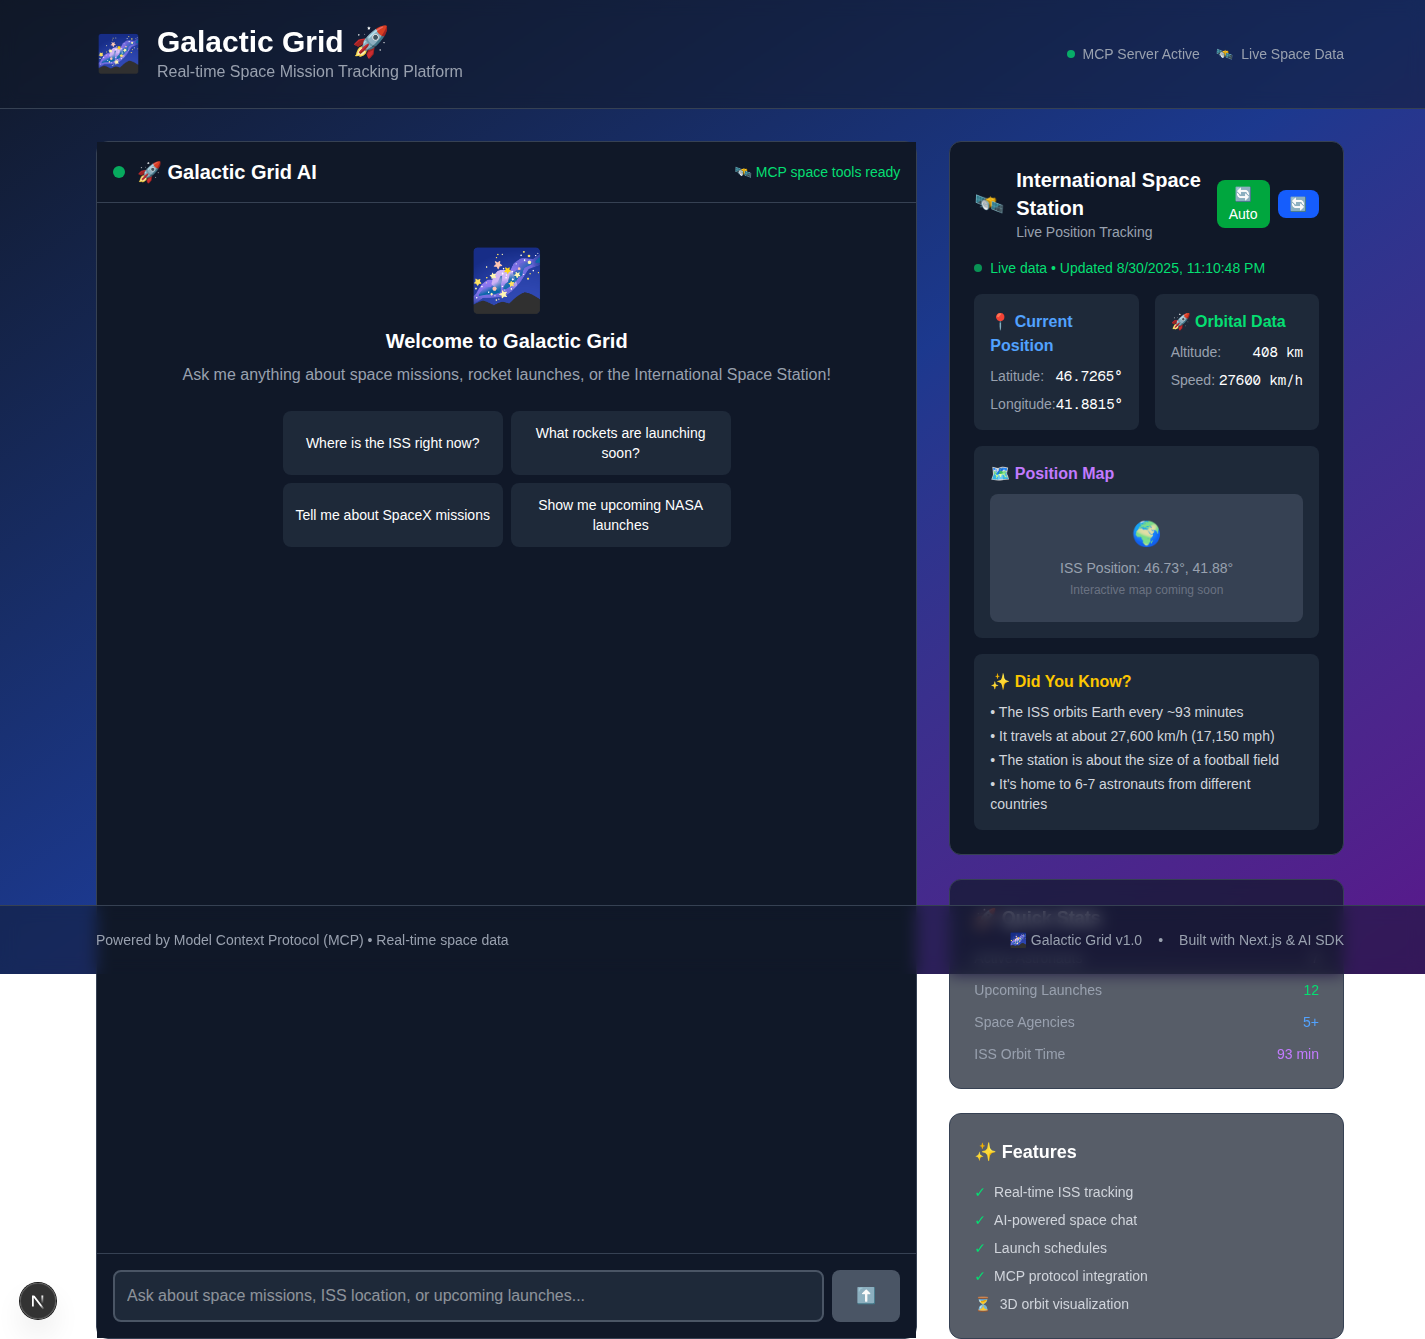 Galactic Grid 🚀
Real-time Space Mission Tracking Platform
MCP Server Active
Live Space Data
🚀 Galactic Grid AI
MCP space tools ready
Welcome to Galactic Grid
Ask me anything about space missions, rocket launches, or the International Space Station!
Where is the ISS right now?
What rockets are launching
soon?
Tell me about SpaceX missions
Show me upcoming NASA
launches
Ask about space missions, ISS location, or upcoming launches...
International Space
Station
Live Position Tracking
Auto
Live data • Updated 8/30/2025, 11:10:48 PM
📍 Current
Position
Latitude: 46.7265°
Longitude: 41.8815°
🚀 Orbital Data
Altitude: 408 km
Speed: 27600 km/h
🗺️ Position Map
ISS Position: 46.73°, 41.88°
Interactive map coming soon
✨ Did You Know?
• The ISS orbits Earth every ~93 minutes
• It travels at about 27,600 km/h (17,150 mph)
• The station is about the size of a football field
• It's home to 6-7 astronauts from different
countries
Quick Stats
Powered by Model Context Protocol (MCP) • Real-time space data
Galactic Grid v1.0 • Built with Next.js & AI SDK
Upcoming Launches 12
Space Agencies 5+
ISS Orbit Time 93 min
✨ Features
✓ Real-time ISS tracking
✓ AI-powered space chat
✓ Launch schedules
✓ MCP protocol integration
⏳ 3D orbit visualization
N